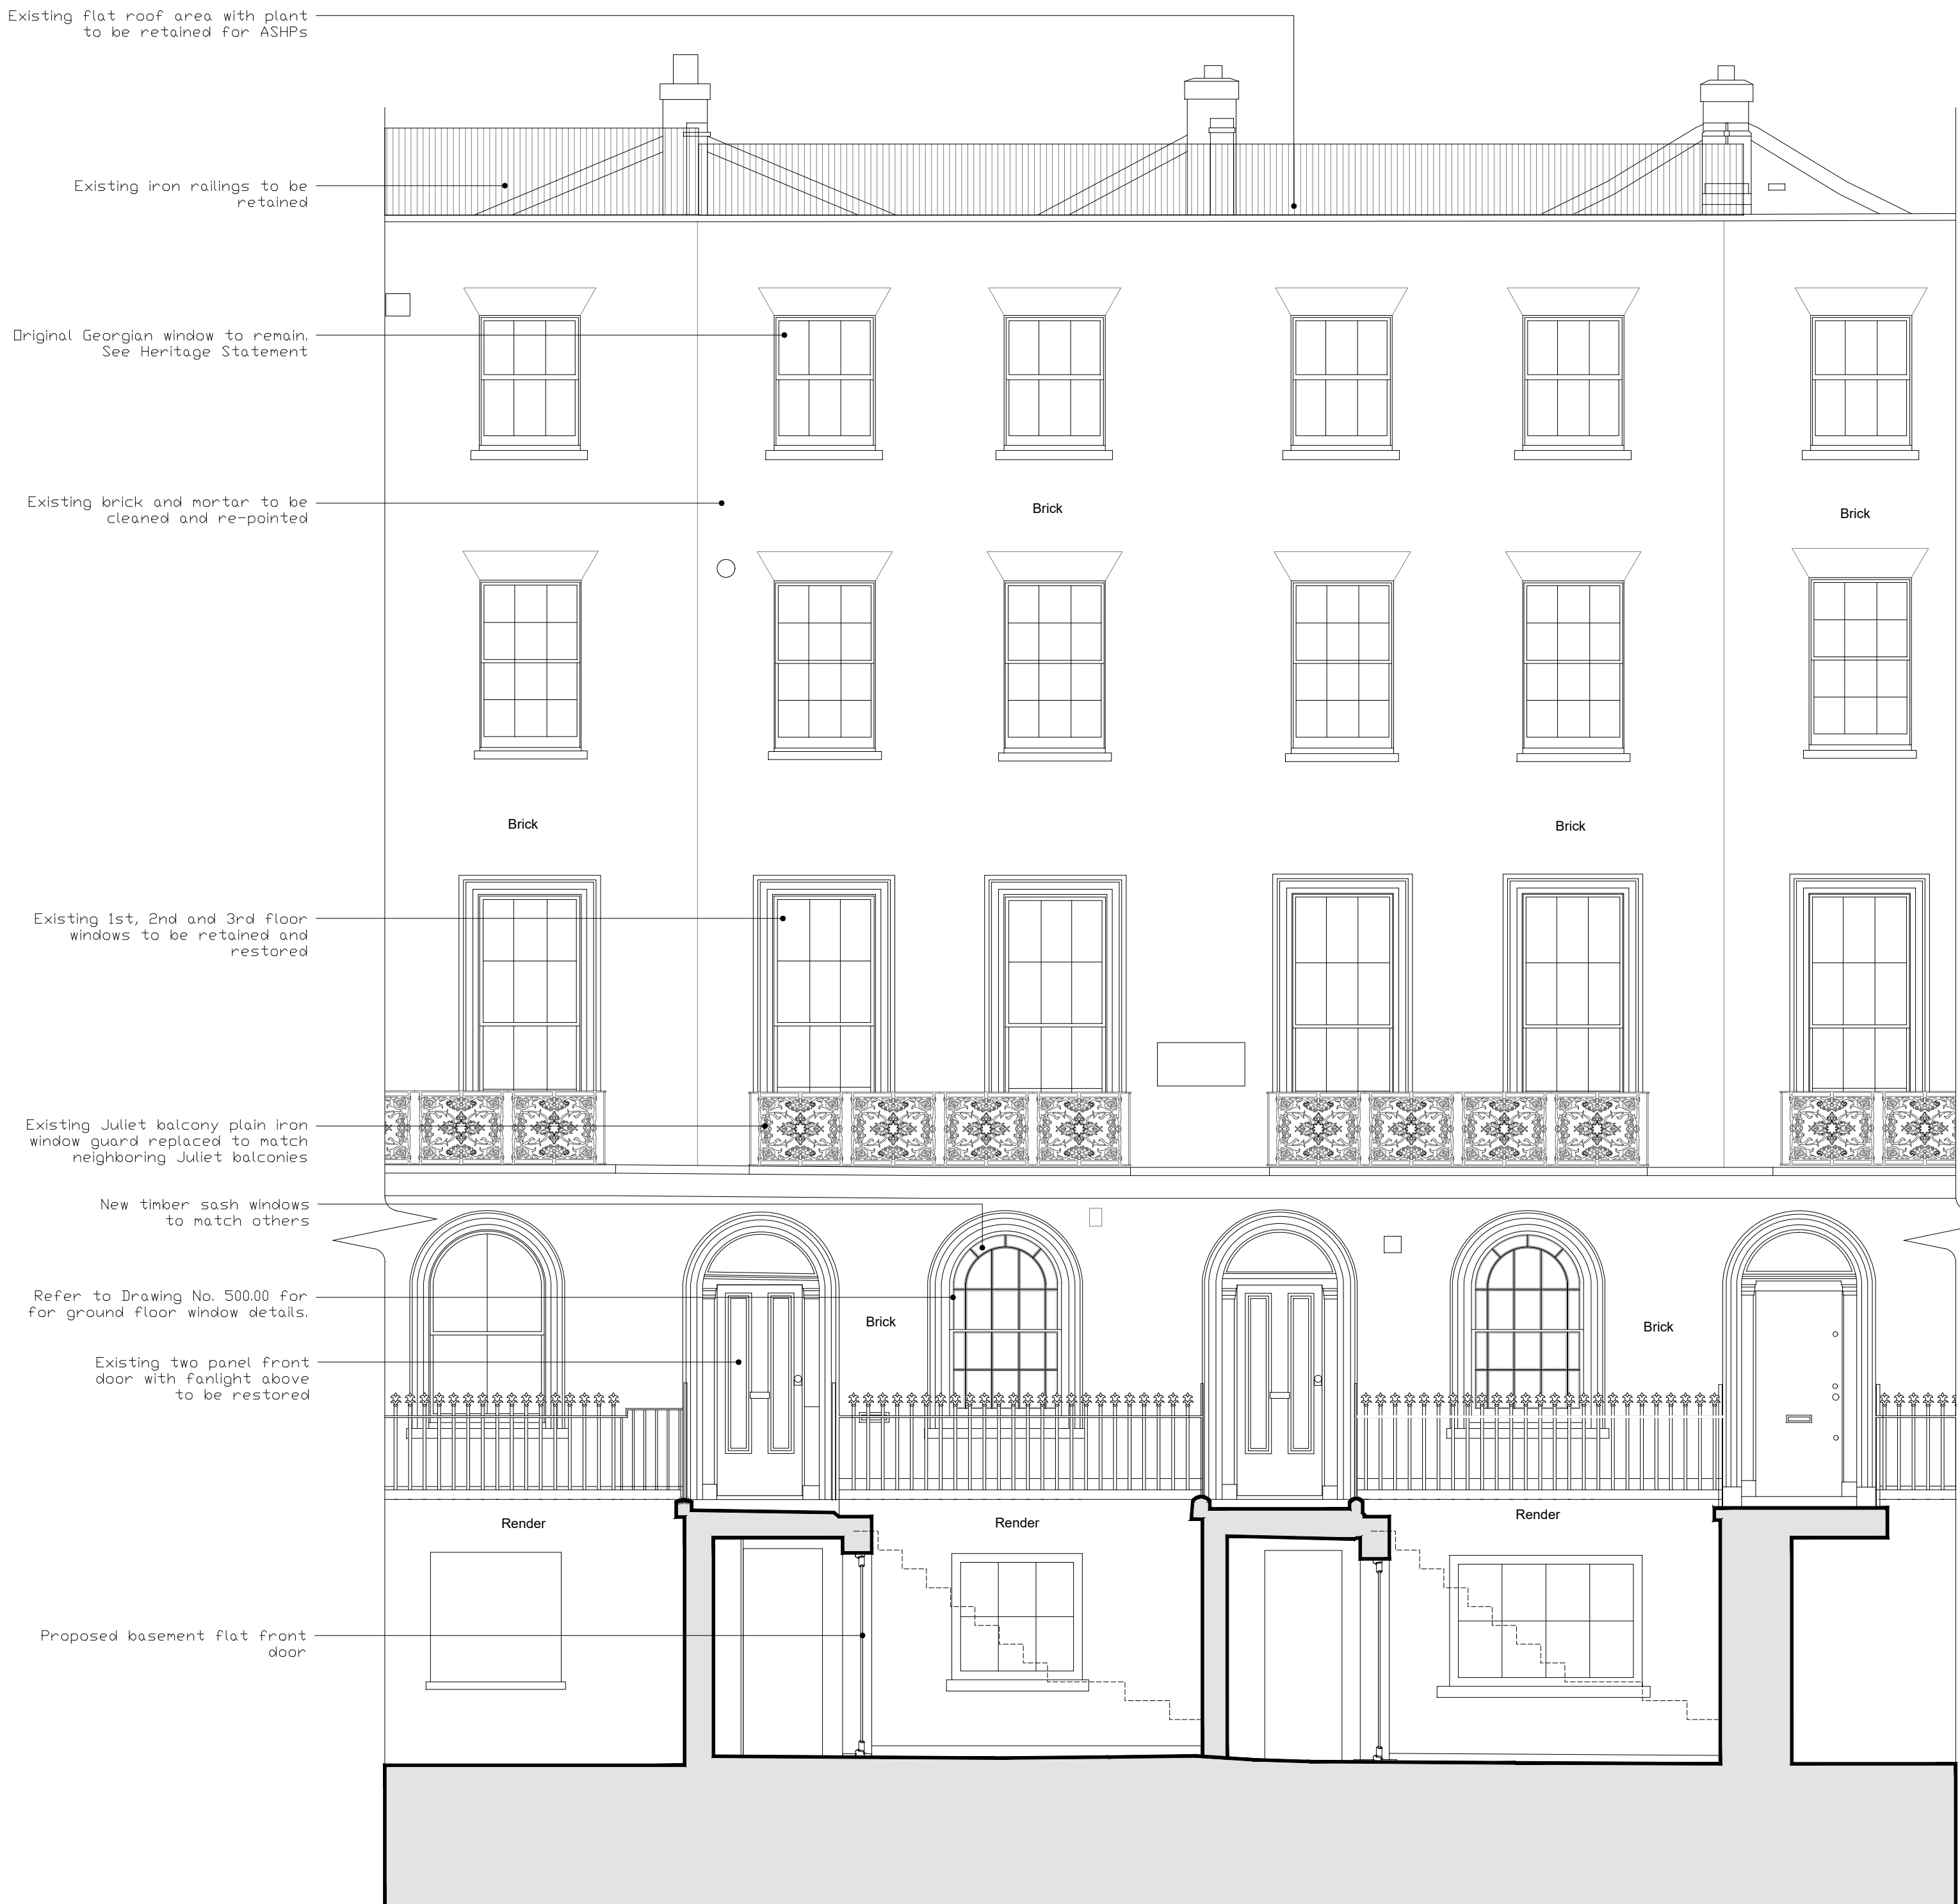 Existing flat roof area with plant
to be retained for ASHPs
Existing iron railings to be
retained
Original Georgian window to remain.
See Heritage Statement
Existing brick and mortar to be
cleaned and re-pointed
Brick
Brick
Brick
Brick
Existing 1st, 2nd and 3rd floor
windows to be retained and
restored
Existing Juliet balcony plain iron
window guard replaced to match
neighboring Juliet balconies
New timber sash windows
to match others
Refer to Drawing No. 500.00 for
for ground floor window details.
Brick
Brick
Existing two panel front
door with fanlight above
to be restored
Render
Render
Render
Proposed basement flat front
door